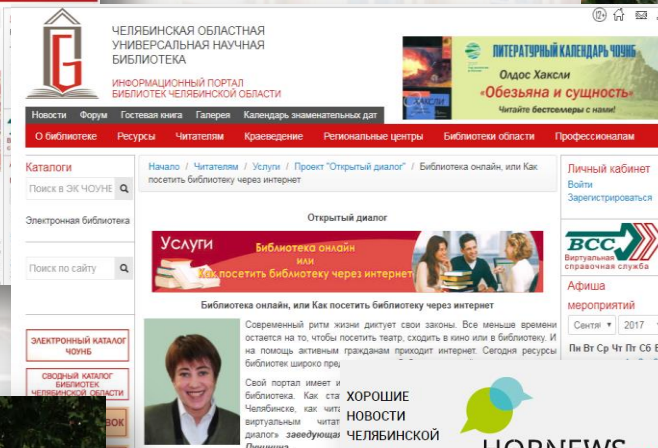 12+
ЧЕЛЯБИНСКАЯ ОБЛАСТНАЯ
УНИВЕРСАЛЬНАЯ НАУЧНАЯ
БИБЛИОТЕКА
ИНФОРМАЦИОННЫЙ ПОРТАЛ
БИБЛИОТЕК ЧЕЛЯБИНСКОЙ ОБЛАСТИ
ЛИТЕРАТУРНЫЙ КАЛЕНДАРЬ ЧОУНБ
Олдос Хаксли
«Обезьяна и сущность»
Читайте бестселлеры с нами!
Новости Форум Гостевая книга Галерея Календарь знаменательных дат
О библиотеке Ресурсы Читателям Краеведение Региональные центры Библиотеки области Профессионалам
Каталоги
Поиск в ЭК ЧОУНБ
Электронная библиотека
Поиск по сайту
ЭЛЕКТРОННЫЙ КАТАЛОГ
ЧОУНБ
СВОДНЫЙ КАТАЛОГ
БИБЛИОТЕК
ЧЕЛЯБИНСКОЙ ОБЛАСТИ
Начало / Читателям / Услуги / Проект "Открытый диалог" / Библиотека онлайн, или Как
посетить библиотеку через интернет
Открытый диалог
Услуги
Библиотека онлайн
или
Как посетить библиотеку через интернет
Библиотека онлайн, или Как посетить библиотеку через интернет
Современный ритм жизни диктует свои законы. Все меньше времени
остается на то, чтобы посетить театр, сходить в кино или в библиотеку. И
на помощь активным гражданам приходит интернет. Сегодня ресурсы
библиотек широко
Свой портал имеет
библиотека. Как
Челябинске, как
виртуальным
диалог» заведующая
Личный кабинет
Войти
Зарегистрироваться
ВСС
Виртуальная
справочная служба
Афиша
мероприятий
2017
Пн Вт Ср Чт Пт Сб
ХОРОШИЕ
НОВОСТИ
ЧЕЛЯБИНСКОЙ
HORNEWS